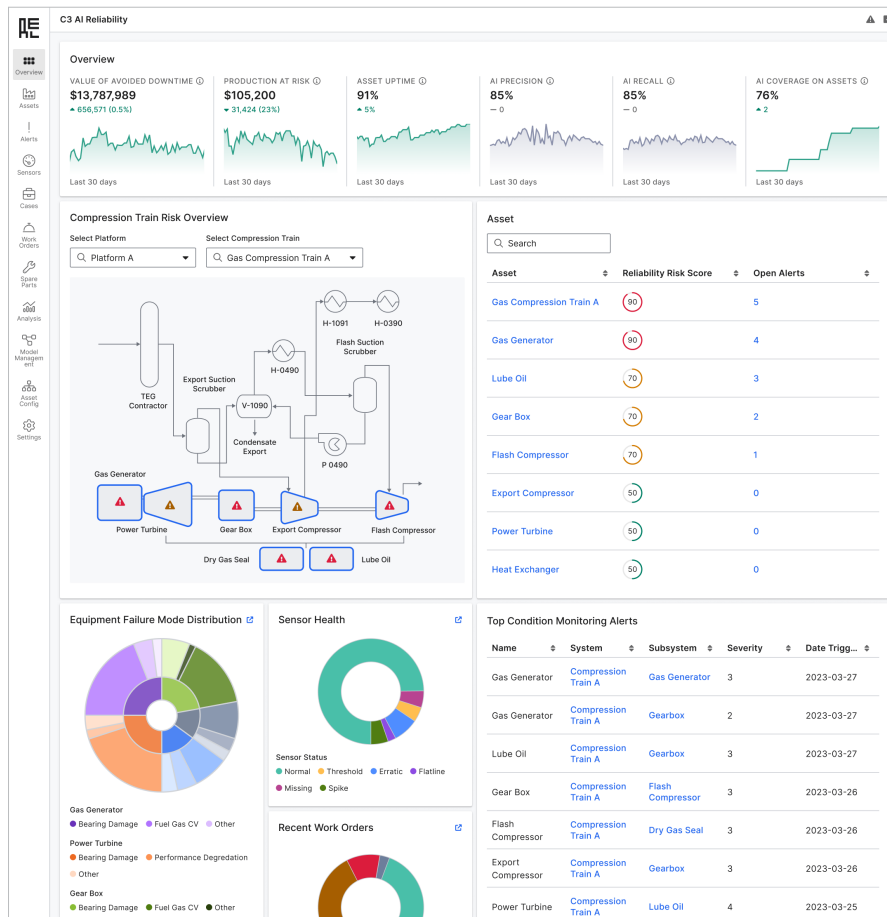 C3 AI Reliability
Overview
Assets
Alerts
Sensors
Cases
Work
Orders
Spare
Parts
Analysis
Model
Managem
ent
Asset
Config
Settings
Overview
VALUE OF AVOIDED DOWNTIME
$13,787,989
656,571 (0.5%)
Last 30 days
PRODUCTION AT RISK
$105,200
31,424 (23%)
Last 30 days
ASSET UPTIME
91%
5%
Last 30 days
AI PRECISION
85%
— 0
Last 30 days
AI RECALL
85%
— 0
Last 30 days
AI COVERAGE ON ASSETS
76%
2
Last 30 days
Compression Train Risk Overview
Select Platform
Platform A
Select Compression Train
Gas Compression Train A
H-1091
H-0390
Flash Suction
Scrubber
H-0490
Export Suction
Scrubber
TEG
Contractor
V-1090
Condensate
Export
P 0490
Gas Generator
Power Turbine
Gear Box
Export Compressor
Flash Compressor
Dry Gas Seal
Lube Oil
Asset
Search
Asset Reliability Risk Score Open Alerts
Gas Compression Train A 90 5
Gas Generator 90 4
Lube Oil 70 3
Gear Box 70 2
Flash Compressor 70 1
Export Compressor 50 0
Power Turbine 50 0
Heat Exchanger 50 0
Equipment Failure Mode Distribution
Gas Generator
Bearing Damage Fuel Gas CV Other
Power Turbine
Bearing Damage Performance Degredation
Other
Gear Box
Bearing Damage Fuel Gas CV Other
Sensor Health
Sensor Status
Normal Threshold Erratic Flatline
Missing Spike
Recent Work Orders
Top Condition Monitoring Alerts
Name System Subsystem Severity Date Trigg...
Gas Generator Compression
Train A Gas Generator 3 2023-03-27
Gas Generator Compression
Train A Gearbox 2 2023-03-27
Lube Oil Compression
Train A Gearbox 3 2023-03-27
Gear Box Compression
Train A Flash
Compressor 3 2023-03-26
Flash
Compressor Compression
Train A Dry Gas Seal 3 2023-03-26
Export
Compressor Compression
Train A Gearbox 3 2023-03-26
Power Turbine Compression
Train A Lube Oil 4 2023-03-25